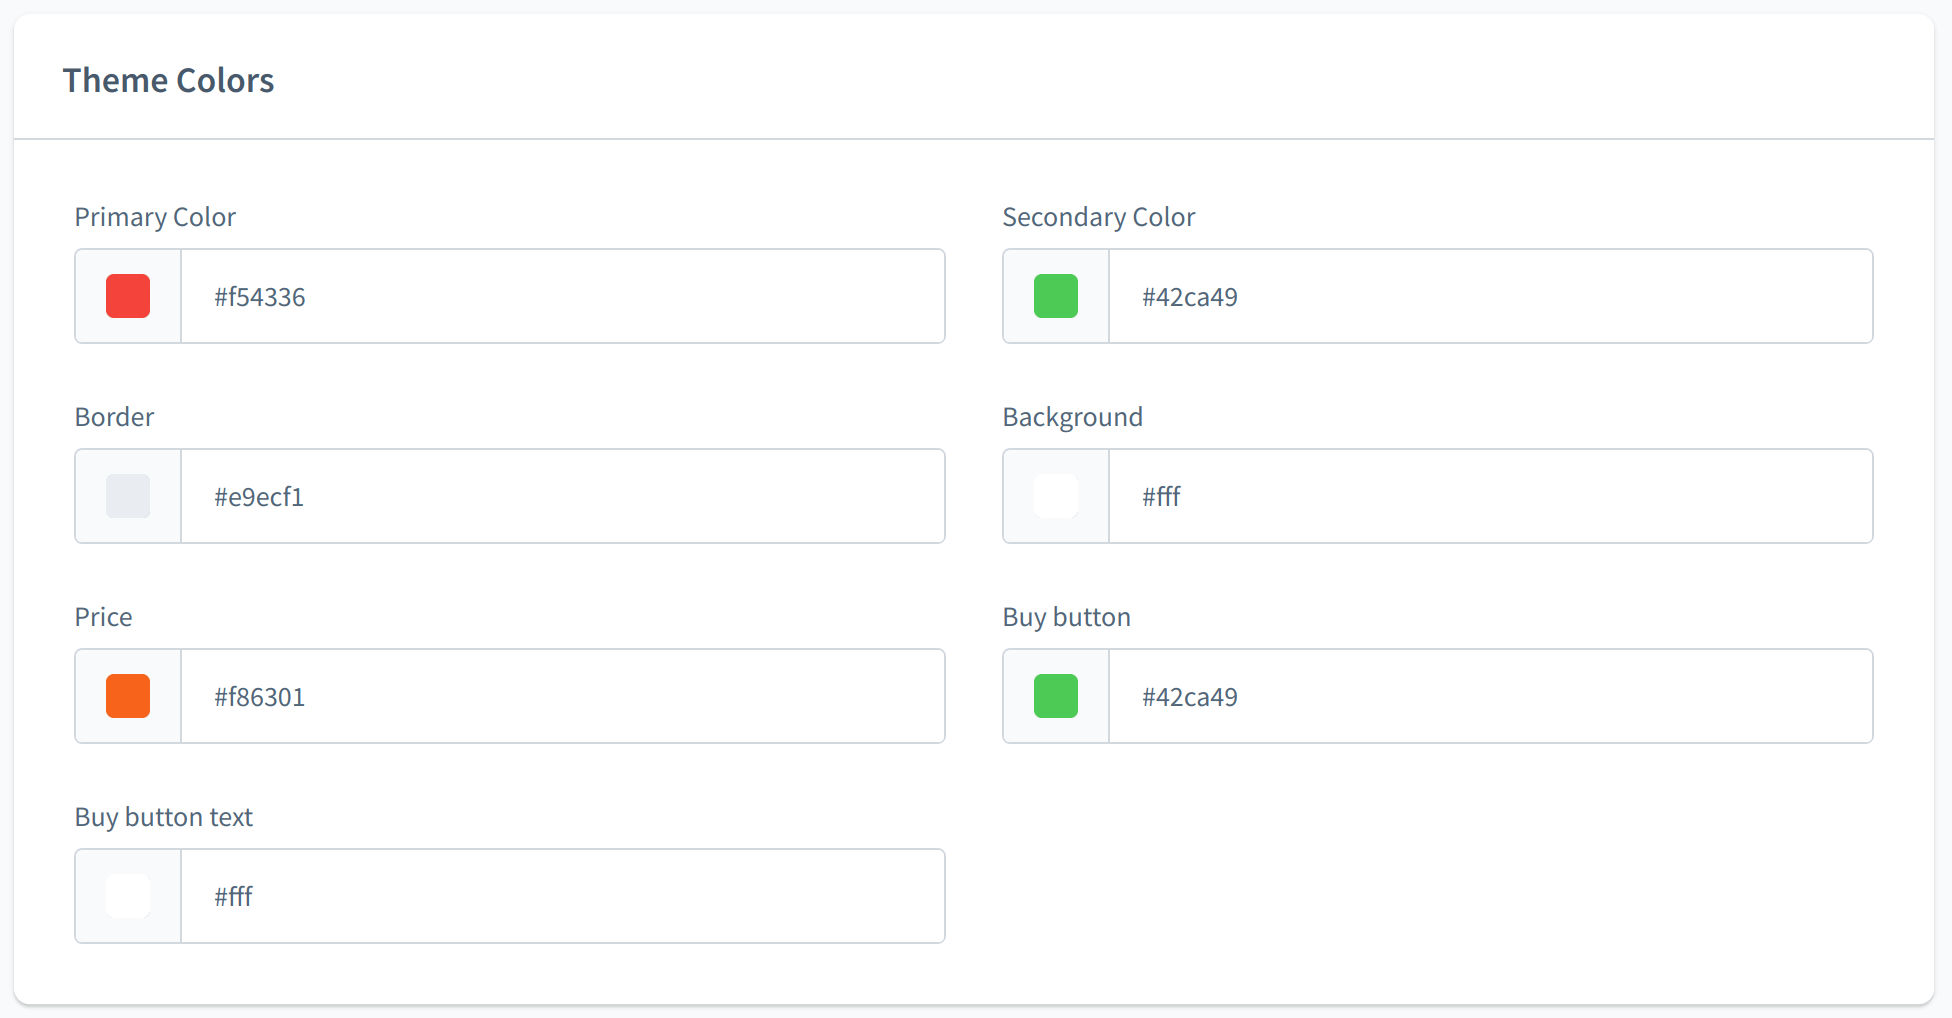 Theme Colors
Primary Color
#f54336
Secondary Color
#42ca49
Border
#e9ecf1
Background
#fff
Price
#f86301
Buy button
#42ca49
Buy button text
#fff